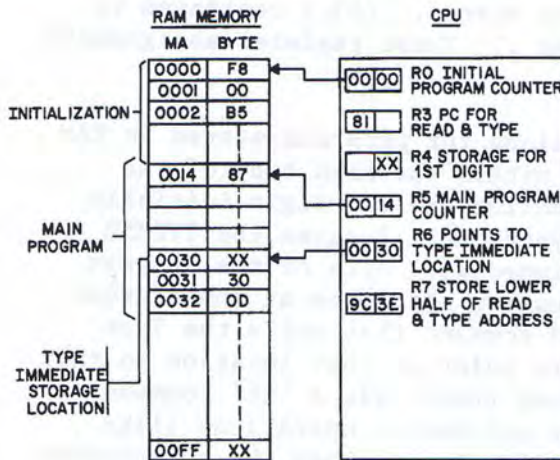 RAM MEMORY
MA BYTE
0000 F8
0001 00
0002 B5
0014 87
0030 XX
0031 30
0032 0D
00FF XX
INITIALIZATION
MAIN
PROGRAM
TYPE
IMMEDIATE
STORAGE
LOCATION
CPU
00 00 R0 INITIAL
PROGRAM COUNTER
81 R3 PC FOR
READ & TYPE
XX R4 STORAGE FOR
1ST DIGIT
00 14 R5 MAIN PROGRAM
COUNTER
00 30 R6 POINTS TO
TYPE IMMEDIATE
LOCATION
9C 3E R7 STORE LOWER
HALF OF READ
& TYPE ADDRESS